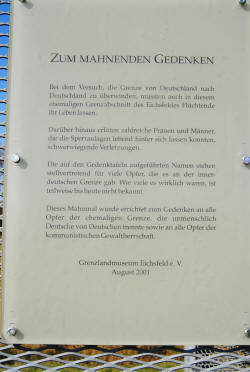 ZUM MAHNENDEN GEDENKEN
Bei dem Versuch, die Grenze von Deutschland nach
Deutschland zu überwinden, mussten auch in diesem
ehemaligen Grenzabschnitt des Eichsfeldes Flüchtende
ihr Leben lassen.
Darüber hinaus erlitten zahlreiche Frauen und Männer,
die die Sperranlagen lebend hinter sich lassen konnten,
schwerwiegende Verletzungen.
Die auf den Gedenktafeln aufgeführten Namen stehen
stellvertretend für viele Opfer, die es an der inner-
deutschen Grenze gab. Wie viele es wirklich waren, ist
teilweise bis heute nicht bekannt.
Dieses Mahnmal wurde errichtet zum Gedenken an alle
Opfer der ehemaligen Grenze, die unmenschlich
Deutsche von Deutschen trennte sowie an alle Opfer der
kommunistischen Gewaltherrschaft.
Grenzlandmuseum Eichsfeld e. V.
August 2001